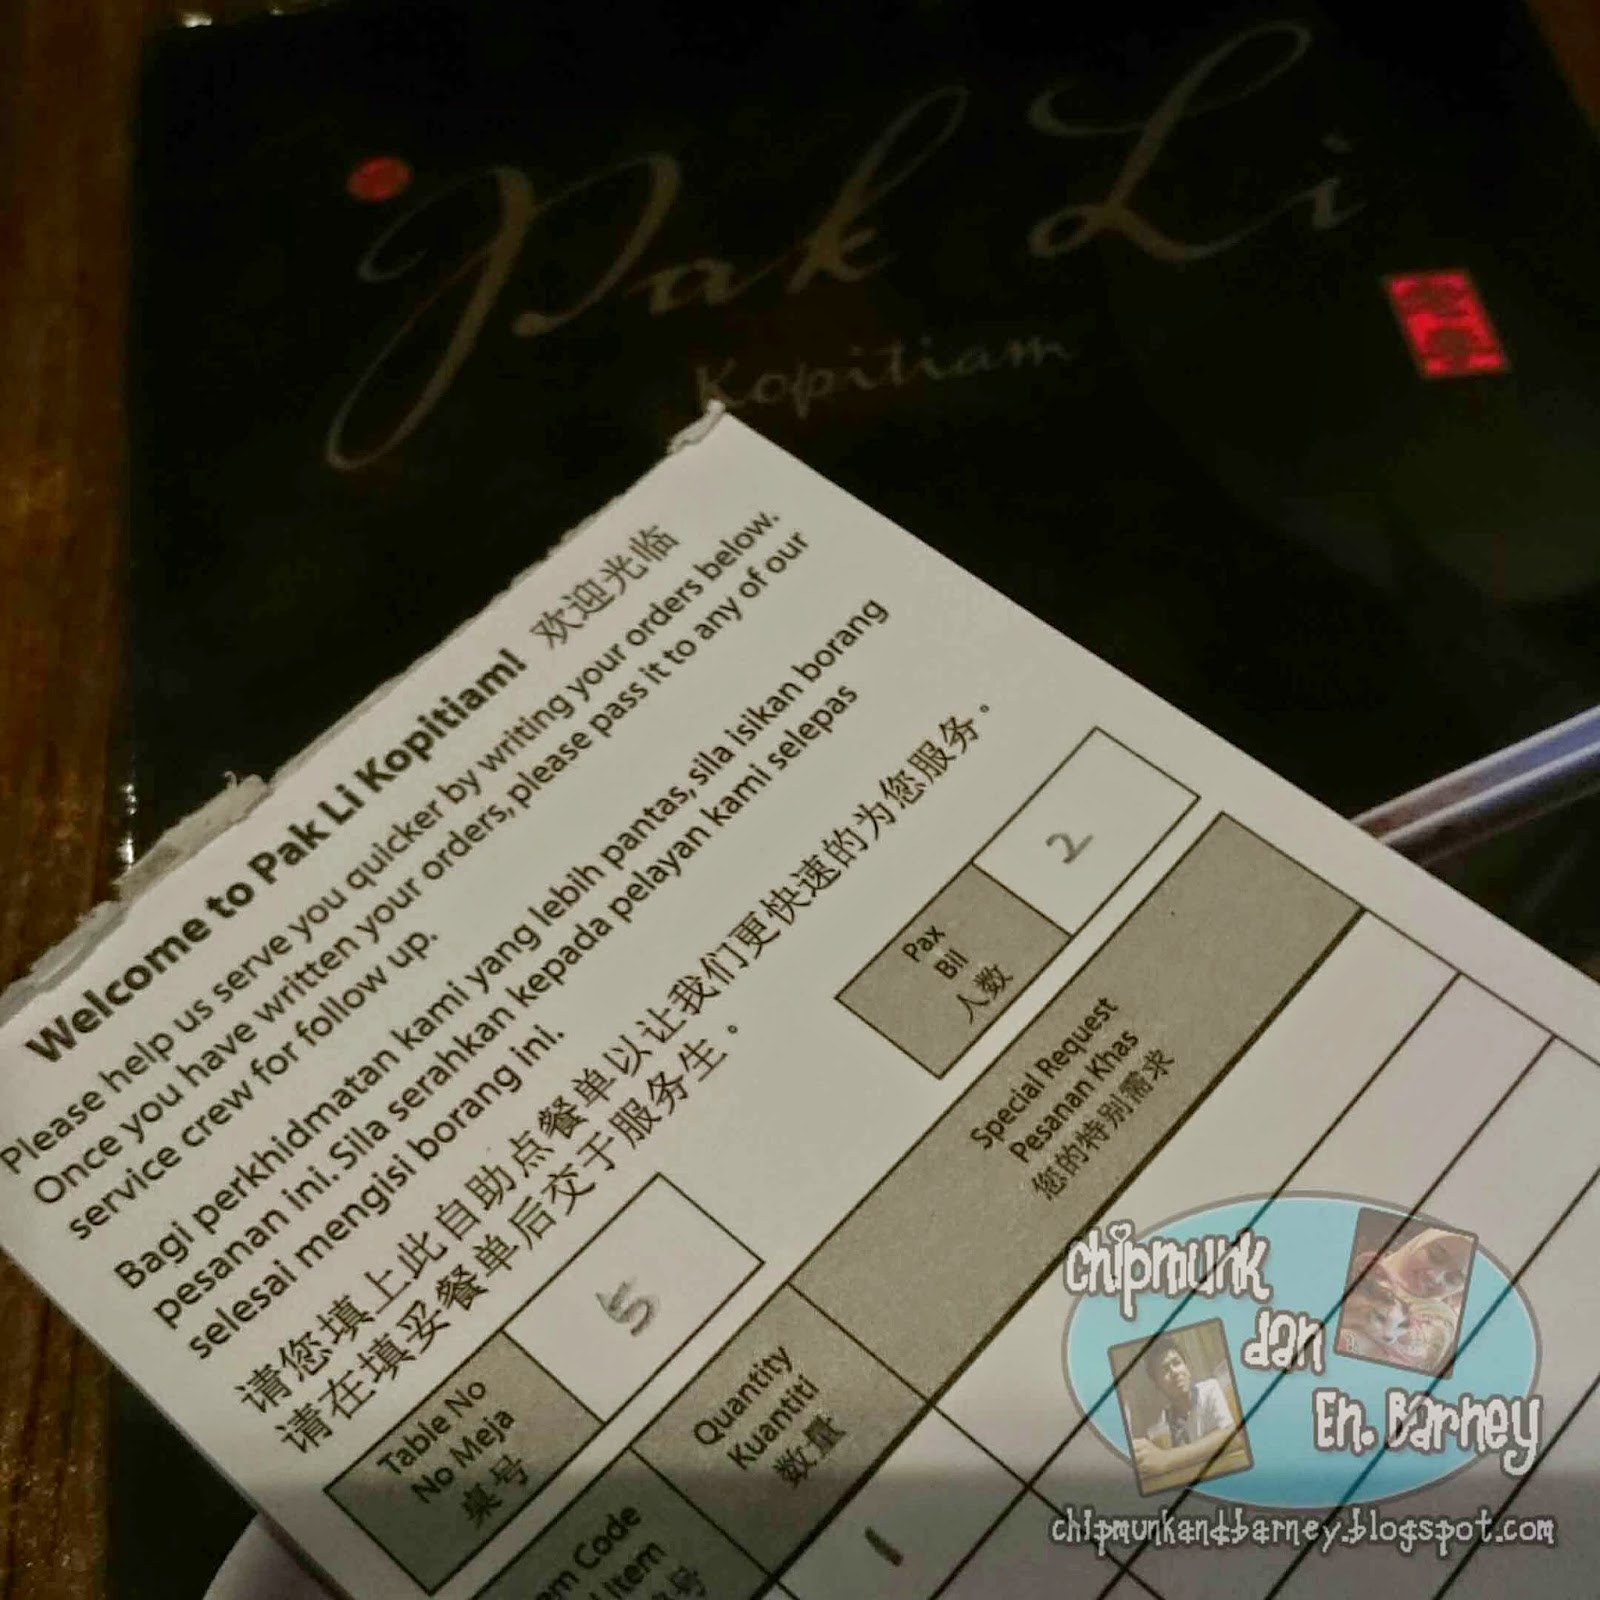 Pak Li
Kopitiam
Welcome to Pak Li Kopitiam! 欢迎光临
Please help us serve you quicker by writing your orders below.
Once you have written your orders, please pass it to any of our
service crew for follow up.
Bagi perkhidmatan kami yang lebih pantas, sila isikan borang
pesanan ini. Sila serahkan kepada pelayan kami selepas
selesai mengisi borang ini.
请您填上此自助点餐单以让我们更快速的为您服务。
请在填妥餐单后交于服务生。
Table No
No Meja
桌号
5
Pax
Bil
人数
2
Code
Item
号
Quantity
Kuantiti
数量
Special Request
Pesanan Khas
您的特别需求
1
Chipmunk
dan
En. Barney
chipmunkandbarney.blogspot.com